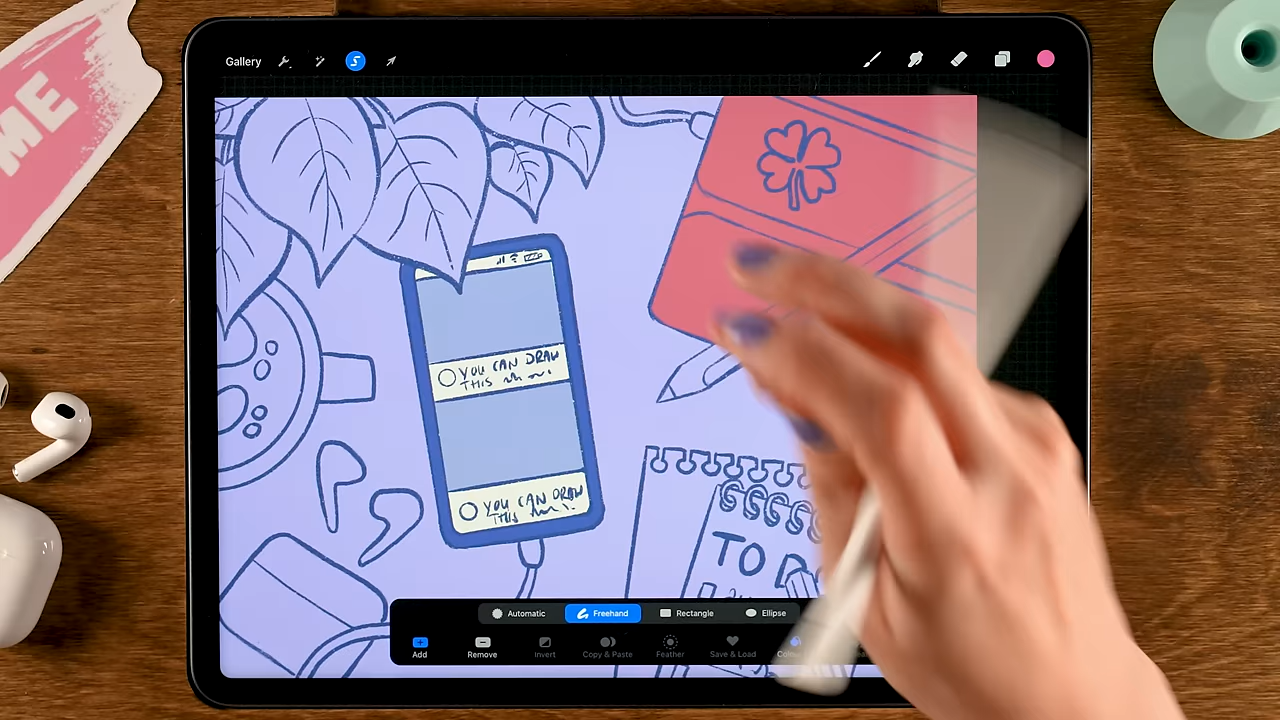 ME
Gallery
YOU CAN DRAW
THIS
YOU CAN DRAW
THIS
TO
Automatic
Freehand
Rectangle
Ellipse
Add
Remove
Invert
Copy & Paste
Feather
Save & Load